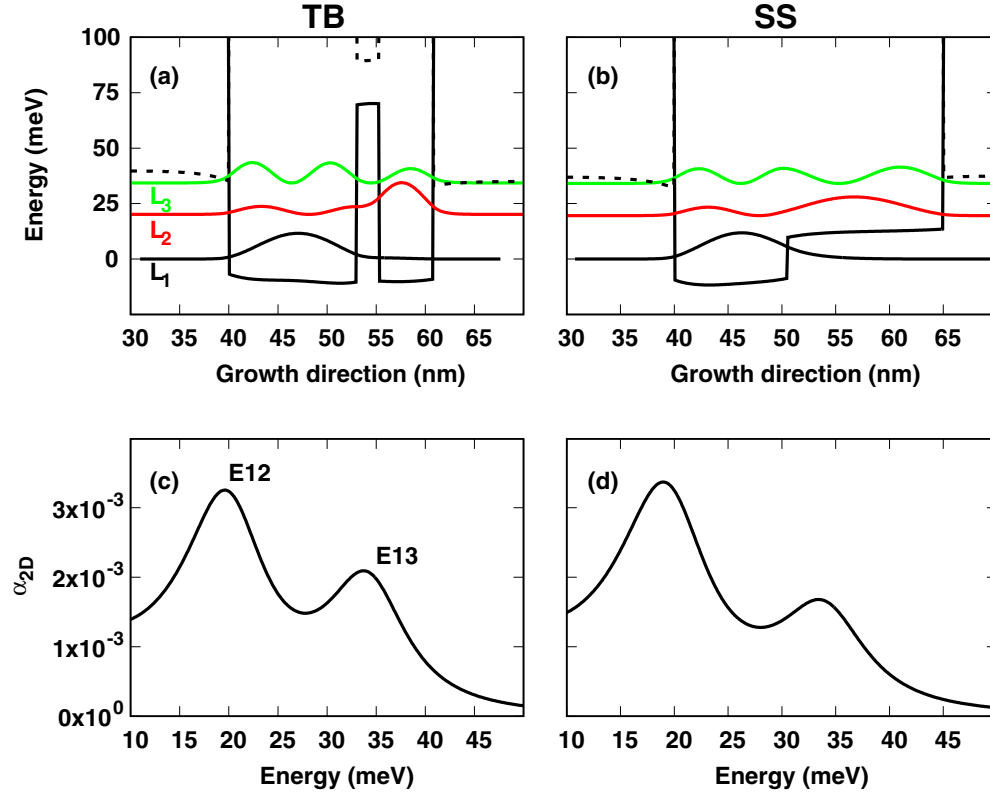 TB SS
100
75
50
25
0
Energy (meV)
(a)
L3
L2
L1
30 35 40 45 50 55 60 65
Growth direction (nm)
(b)
30 35 40 45 50 55 60 65
Growth direction (nm)
(c)
E12
E13
3x10⁻³
2x10⁻³
1x10⁻³
0x10⁰
α2D
10 15 20 25 30 35 40 45
Energy (meV)
(d)
10 15 20 25 30 35 40 45
Energy (meV)